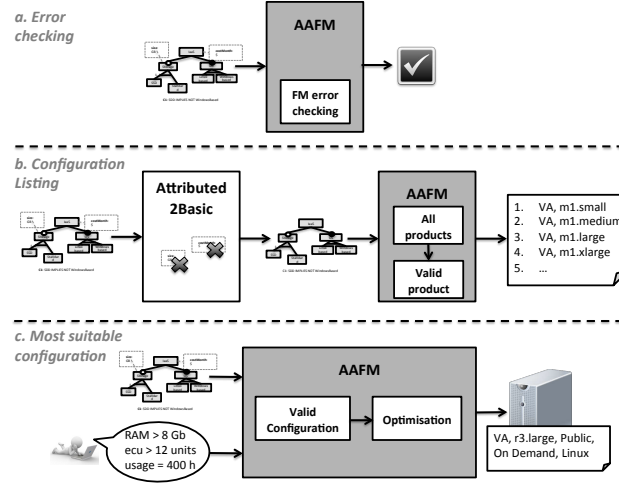 a. Error
checking
AAFM
FM error
checking
b. Configuration
Listing
Attributed
2Basic
AAFM
All
products
Valid
product
1. VA, m1.small
2. VA, m1.medium
3. VA, m1.large
4. VA, m1.xlarge
5. ...
c. Most suitable
configuration
AAFM
Valid
Configuration
Optimisation
RAM > 8 Gb
ecu > 12 units
usage = 400 h
VA, r3.large, Public,
On Demand, Linux